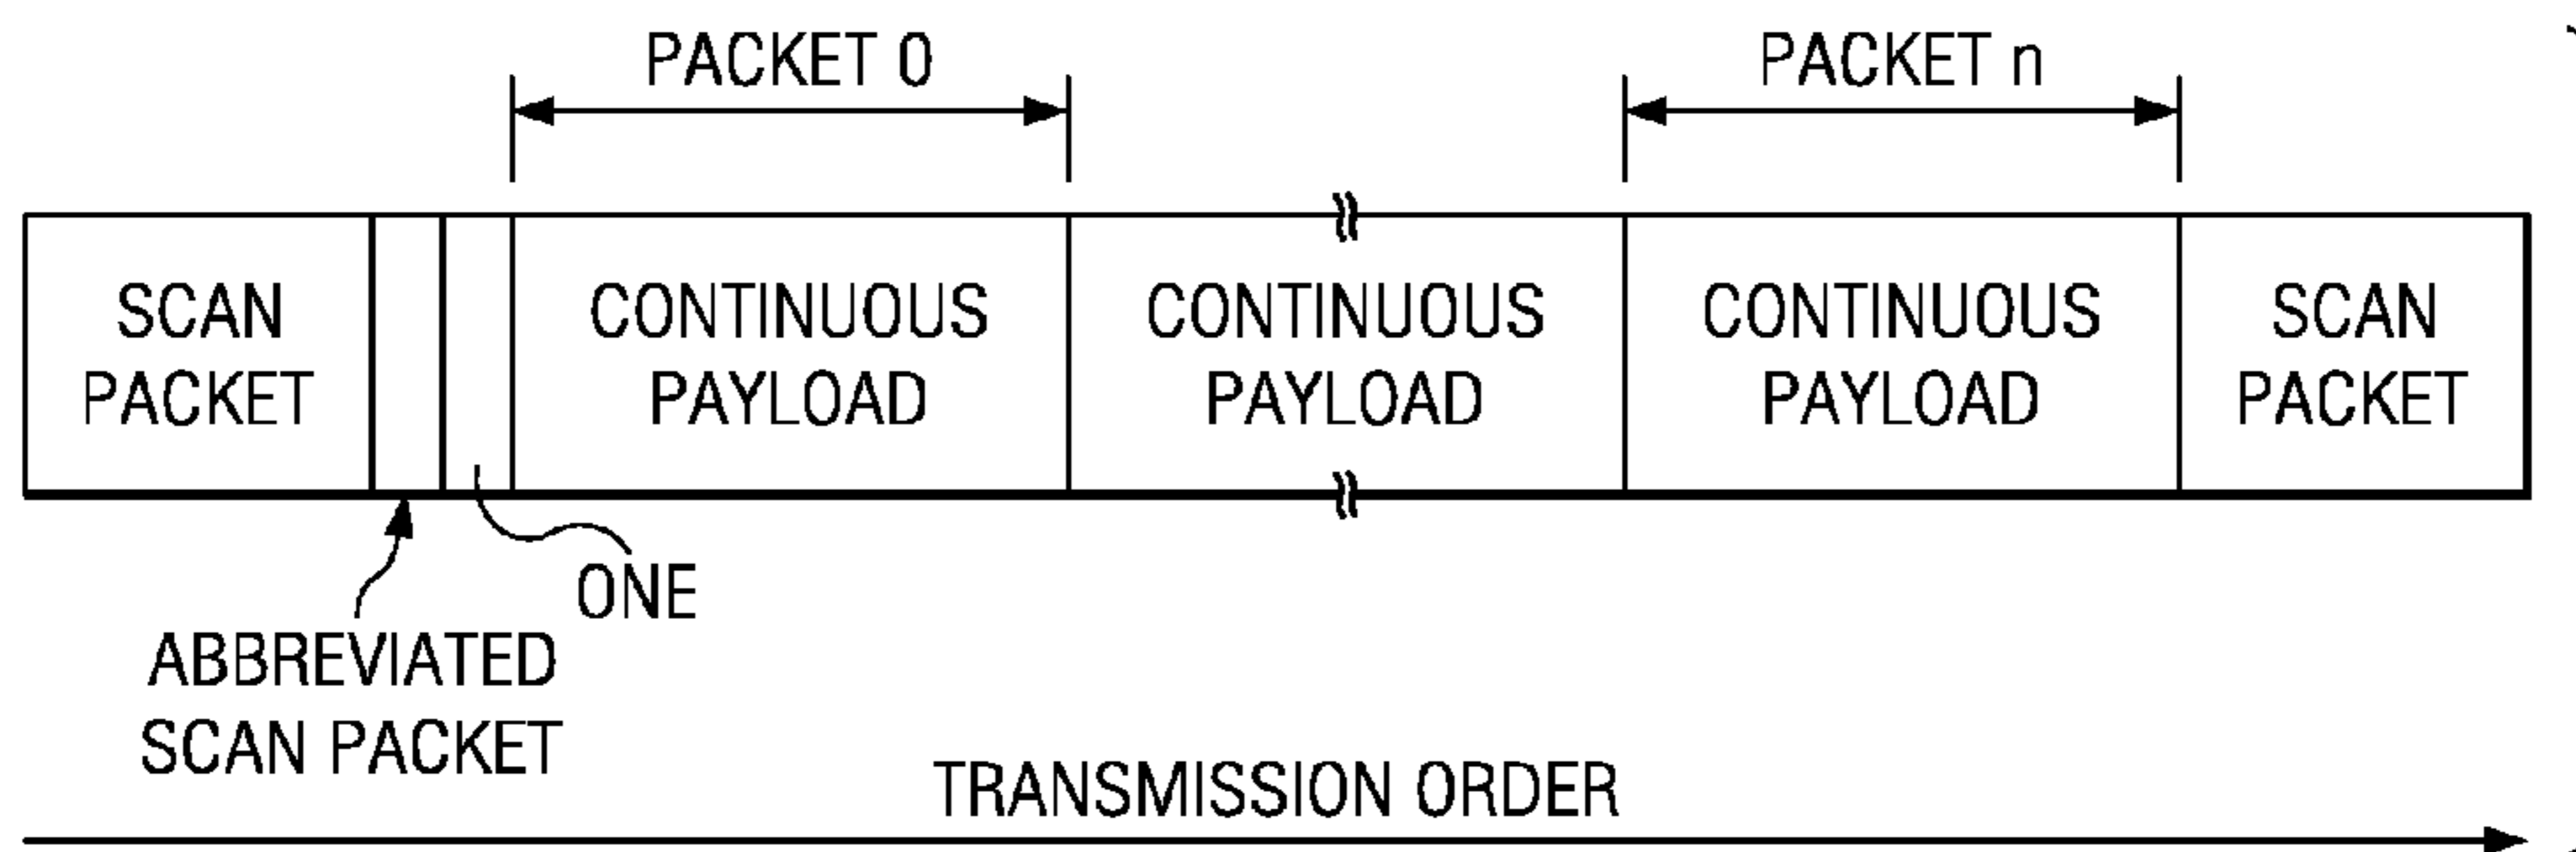 PACKET 0
PACKET n
SCAN
PACKET
CONTINUOUS
PAYLOAD
CONTINUOUS
PAYLOAD
CONTINUOUS
PAYLOAD
SCAN
PACKET
ONE
ABBREVIATED
SCAN PACKET
TRANSMISSION ORDER